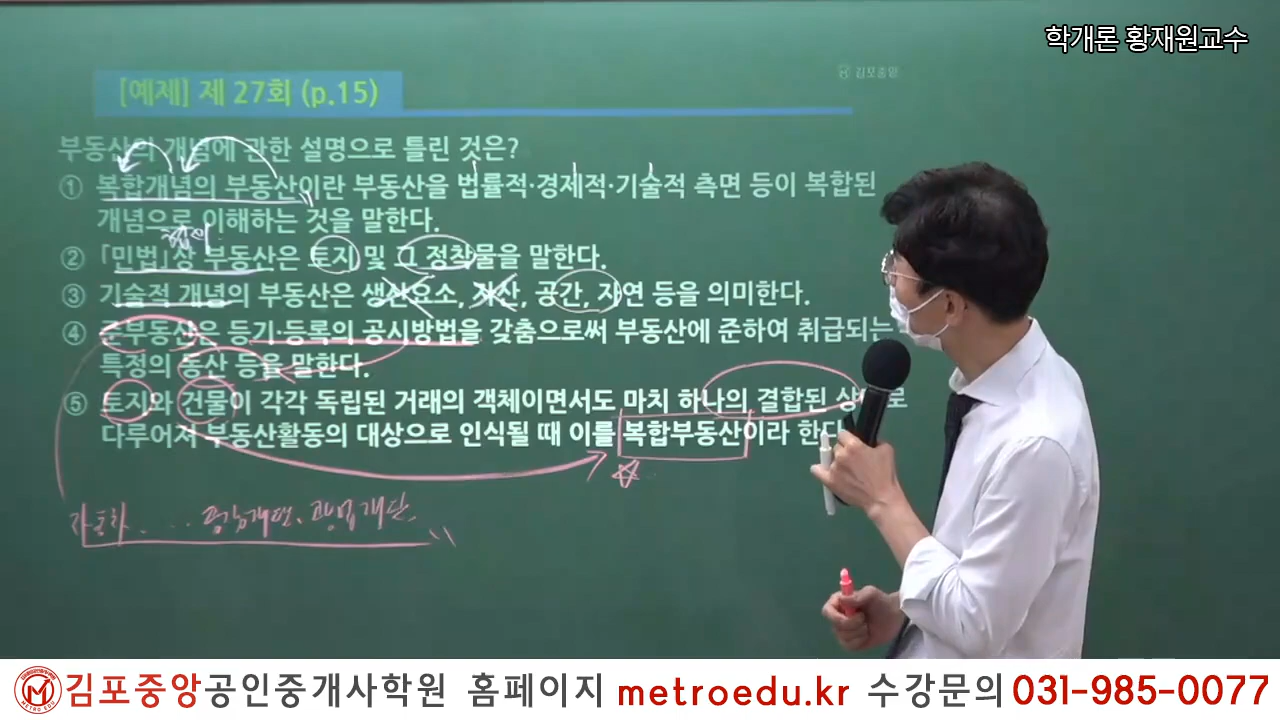 학개론 황재원교수
김포중앙
[예제] 제 27회 (p.15)
부동산의 개념에 관한 설명으로 틀린 것은?
① 복합개념의 부동산이란 부동산을 법률적·경제적·기술적 측면 등이 복합된
개념으로 이해하는 것을 말한다.
협의
② 「민법」상 부동산은 토지 및 그 정착물을 말한다.
③ 기술적 개념의 부동산은 생산요소, 자산, 공간, 자연 등을 의미한다.
④ 준부동산은 등기·등록의 공시방법을 갖춤으로써 부동산에 준하여 취급되는
특정의 동산 등을 말한다.
⑤ 토지와 건물이 각각 독립된 거래의 객체이면서도 마치 하나의 결합된 상태로
다루어져 부동산활동의 대상으로 인식될 때 이를 복합부동산이라 한다.
자동차 .... 공장재단, 광업재단,
김포중앙공인중개사학원 홈페이지 metroedu.kr 수강문의 031-985-0077